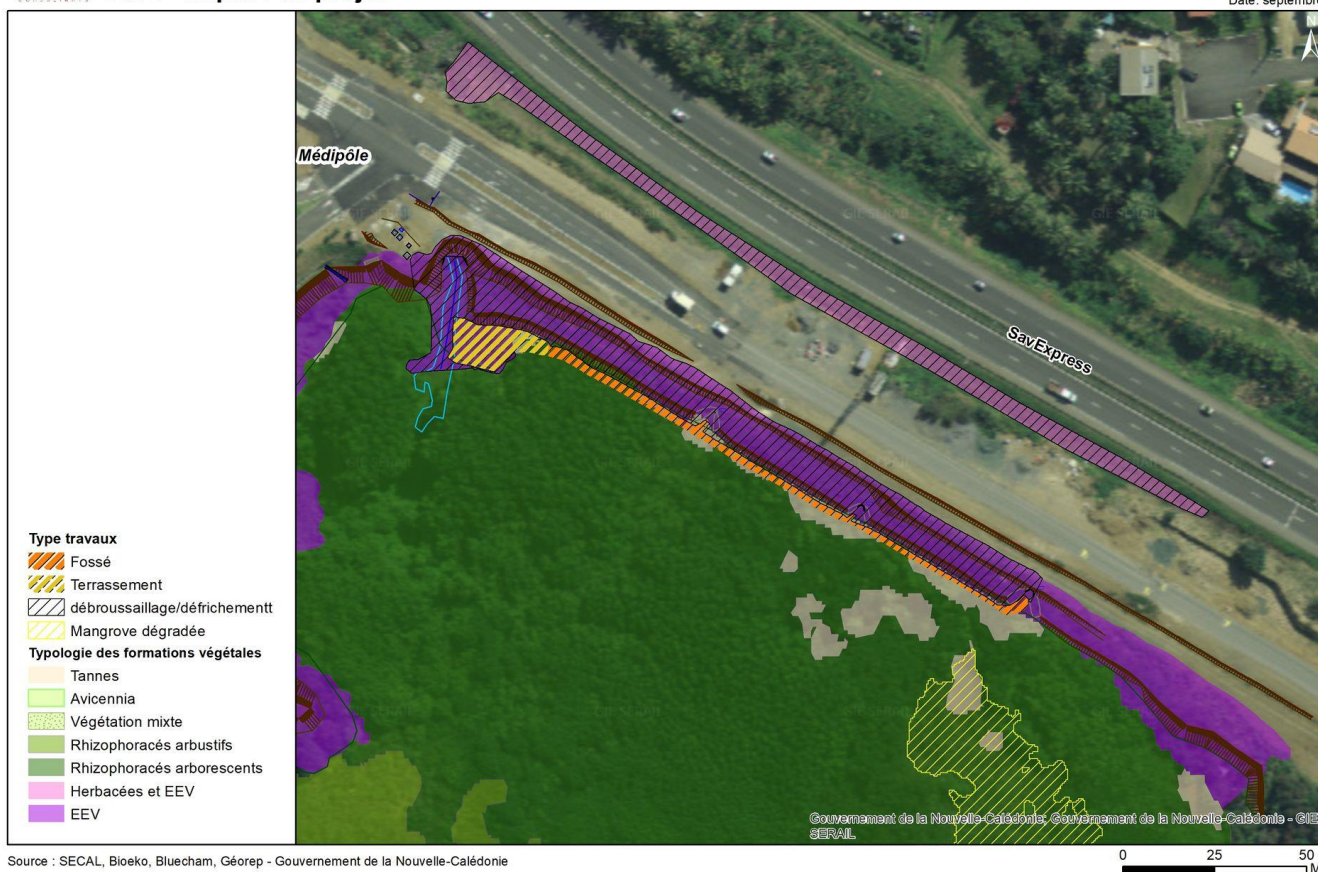 Date: septembre
N
Médipôle
SavExpress
Type travaux
Fossé
Terrassement
débroussaillage/défrichementt
Mangrove dégradée
Typologie des formations végétales
Tannes
Avicennia
Végétation mixte
Rhizophoracés arbustifs
Rhizophoracés arborescents
Herbacées et EEV
EEV
Gouvernement de la Nouvelle-Calédonie; Gouvernement de la Nouvelle-Calédonie - GIE
SERAIL
Source : SECAL, Bioeko, Bluecham, Géorep - Gouvernement de la Nouvelle-Calédonie
0 25 50
M